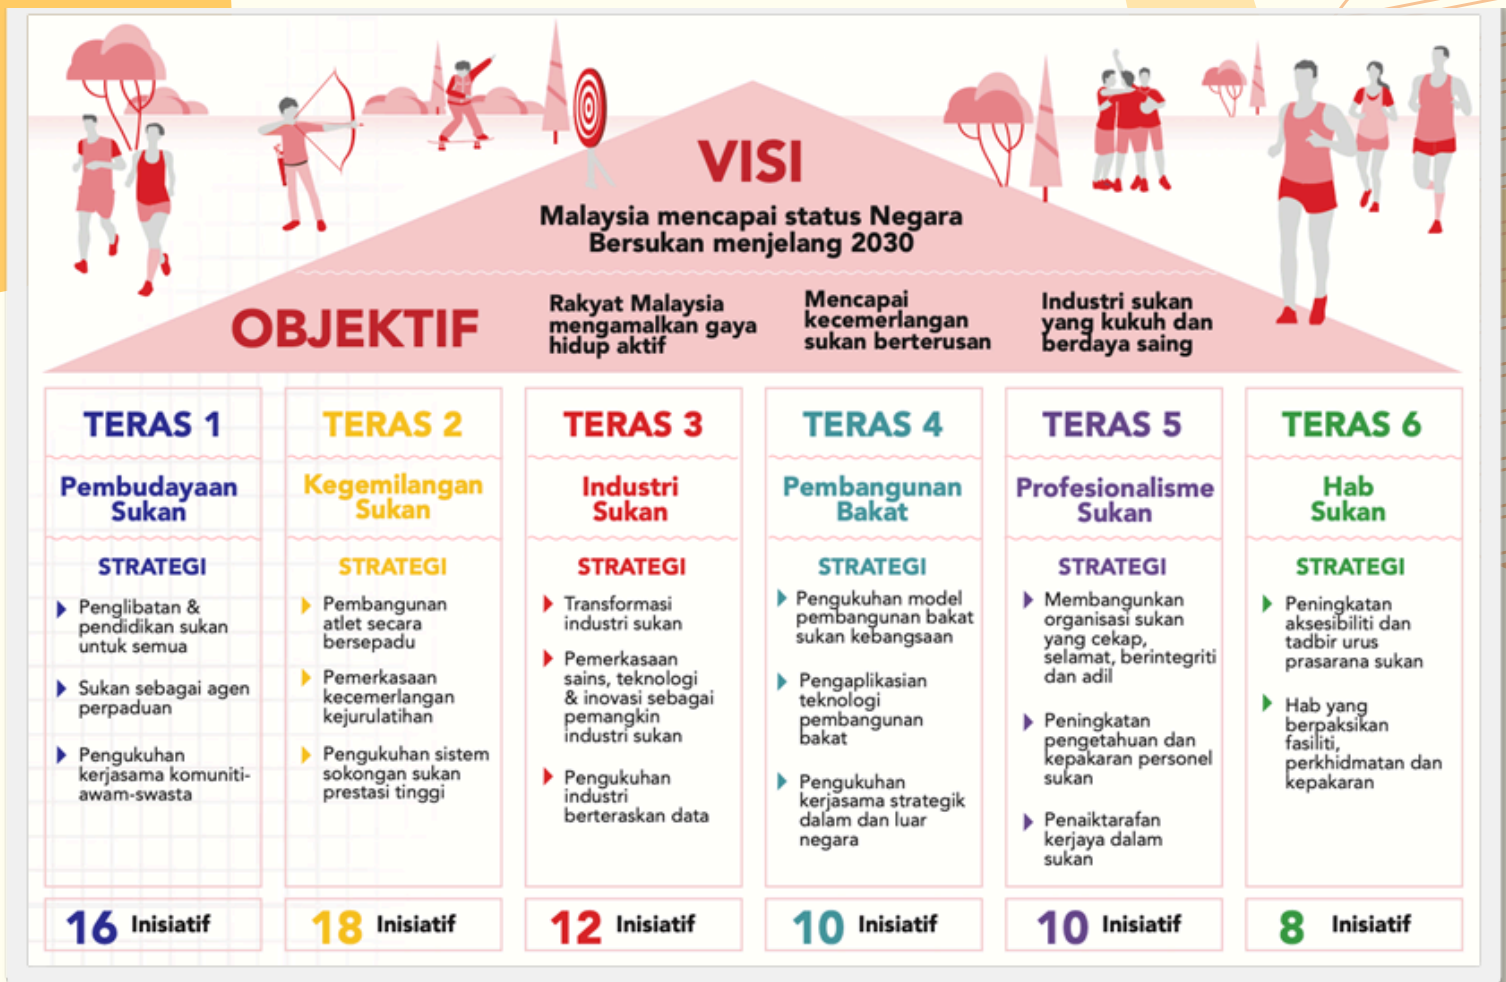 VISI
Malaysia mencapai status Negara
Bersukan menjelang 2030
OBJEKTIF
Rakyat Malaysia
mengamalkan gaya
hidup aktif
Mencapai
kecemerlangan
sukan berterusan
Industri sukan
yang kukuh dan
berdaya saing
TERAS 1
Pembudayaan
Sukan
STRATEGI
Penglibatan &
pendidikan sukan
untuk semua
Sukan sebagai agen
perpaduan
Pengukuhan
kerjasama komuniti-
awam-swasta
16 Inisiatif
TERAS 2
Kegemilangan
Sukan
STRATEGI
Pembangunan
atlet secara
bersepadu
Pemerkasaan
kecemerlangan
kejurulatihan
Pengukuhan sistem
sokongan sukan
prestasi tinggi
18 Inisiatif
TERAS 3
Industri
Sukan
STRATEGI
Transformasi
industri sukan
Pemerkasaan
sains, teknologi
& inovasi sebagai
pemangkin
industri sukan
Pengukuhan
industri
berteraskan data
12 Inisiatif
TERAS 4
Pembangunan
Bakat
STRATEGI
Pengukuhan model
pembangunan bakat
sukan kebangsaan
Pengaplikasian
teknologi
pembangunan
bakat
Pengukuhan
kerjasama strategik
dalam dan luar
negara
10 Inisiatif
TERAS 5
Profesionalisme
Sukan
STRATEGI
Membangunkan
organisasi sukan
yang cekap,
selamat, berintegriti
dan adil
Peningkatan
pengetahuan dan
kepakaran personel
sukan
Penaiktarafan
kerjaya dalam
sukan
10 Inisiatif
TERAS 6
Hab
Sukan
STRATEGI
Peningkatan
aksesibiliti dan
tadbir urus
prasarana sukan
Hab yang
berpaksikan
fasiliti,
perkhidmatan dan
kepakaran
8 Inisiatif